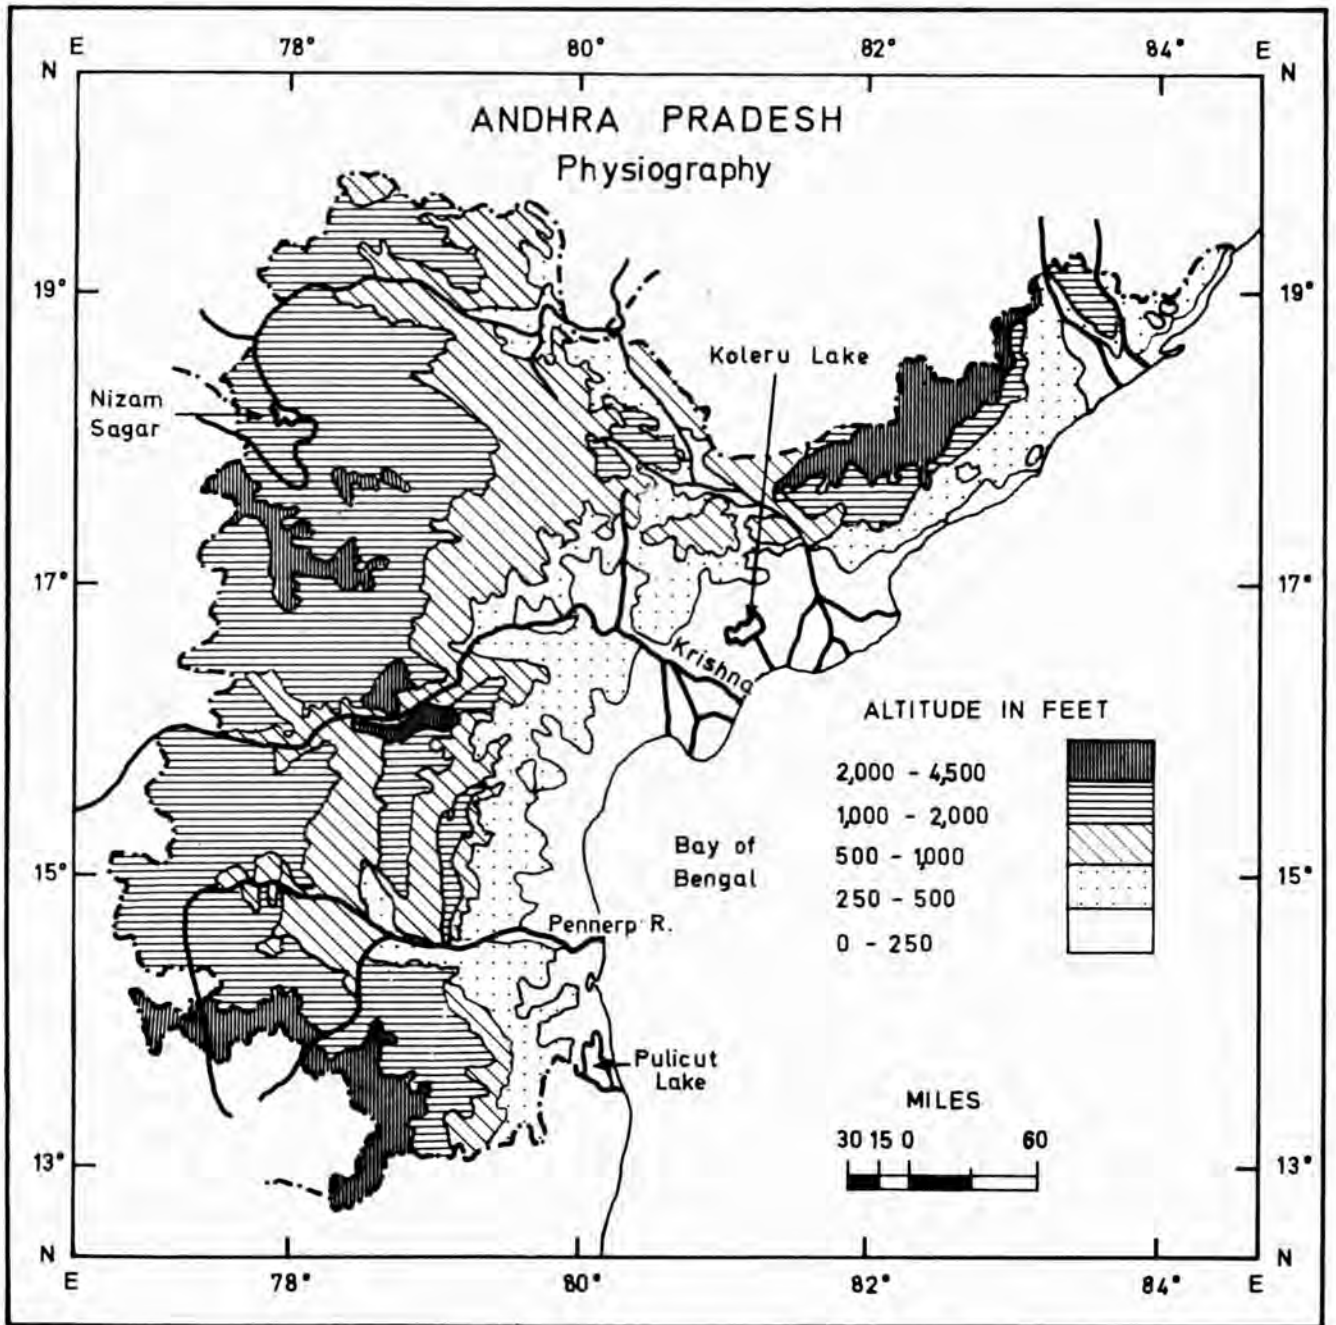 E 78° 80° 82° 84° E
N N
ANDHRA PRADESH
Physiography
19° 19°
Koleru Lake
Nizam
Sagar
17° 17°
Krishna
ALTITUDE IN FEET
2,000 - 4,500
1,000 - 2,000
500 - 1,000
250 - 500
0 - 250
Bay of
Bengal
15° 15°
Pennerp R.
Pulicut
Lake
MILES
30 15 0 60
13° 13°
N N
E 78° 80° 82° 84° E